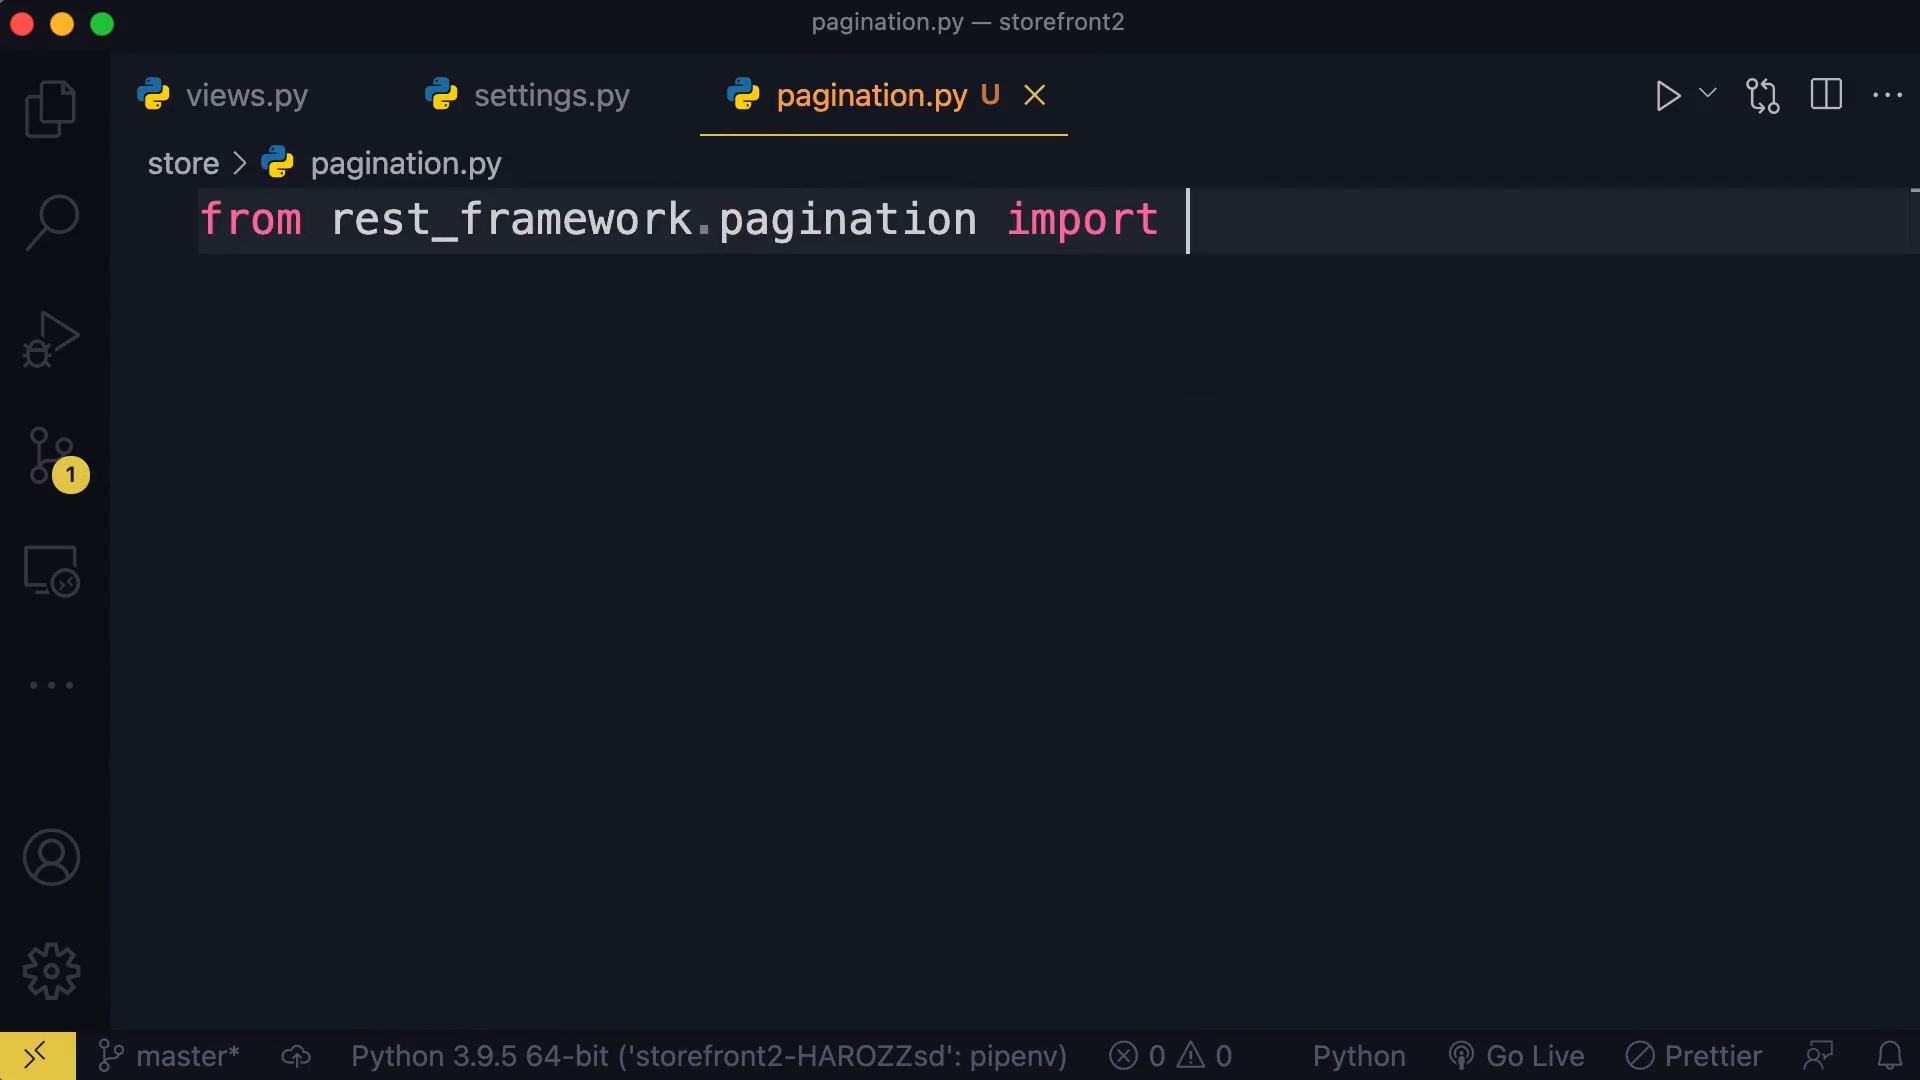 pagination.py — storefront2
views.py settings.py pagination.py U
store > pagination.py
from rest_framework.pagination import
1
master* Python 3.9.5 64-bit ('storefront2-HAROZZsd': pipenv) 0 0 Python Go Live Prettier